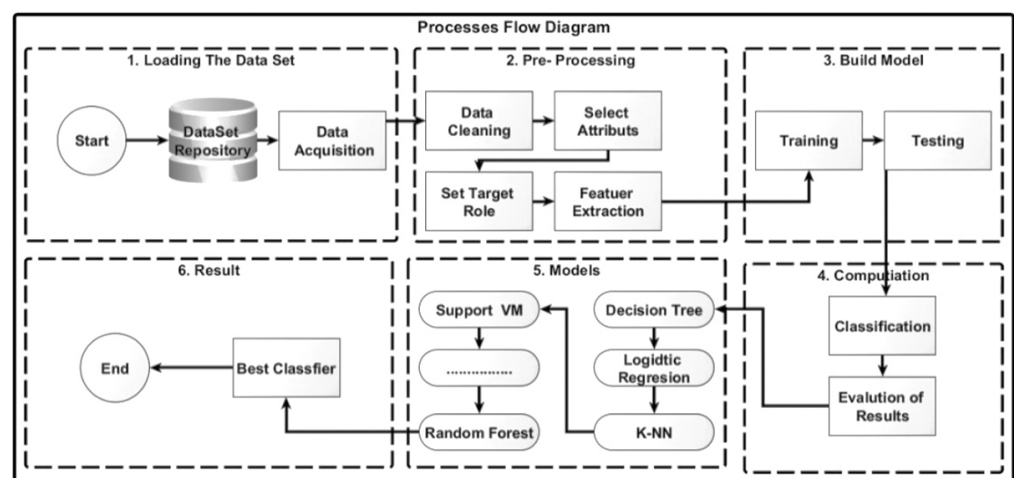 Processes Flow Diagram
1. Loading The Data Set
Start
DataSet
Repository
Data
Acquisition
2. Pre- Processing
Data
Cleaning
Select
Attributs
Set Target
Role
Featuer
Extraction
3. Build Model
Training
Testing
4. Computiation
Classification
Evalution of
Results
5. Models
Decision Tree
Logidtic
Regresion
K-NN
Support VM
................
Random Forest
6. Result
Best Classfier
End